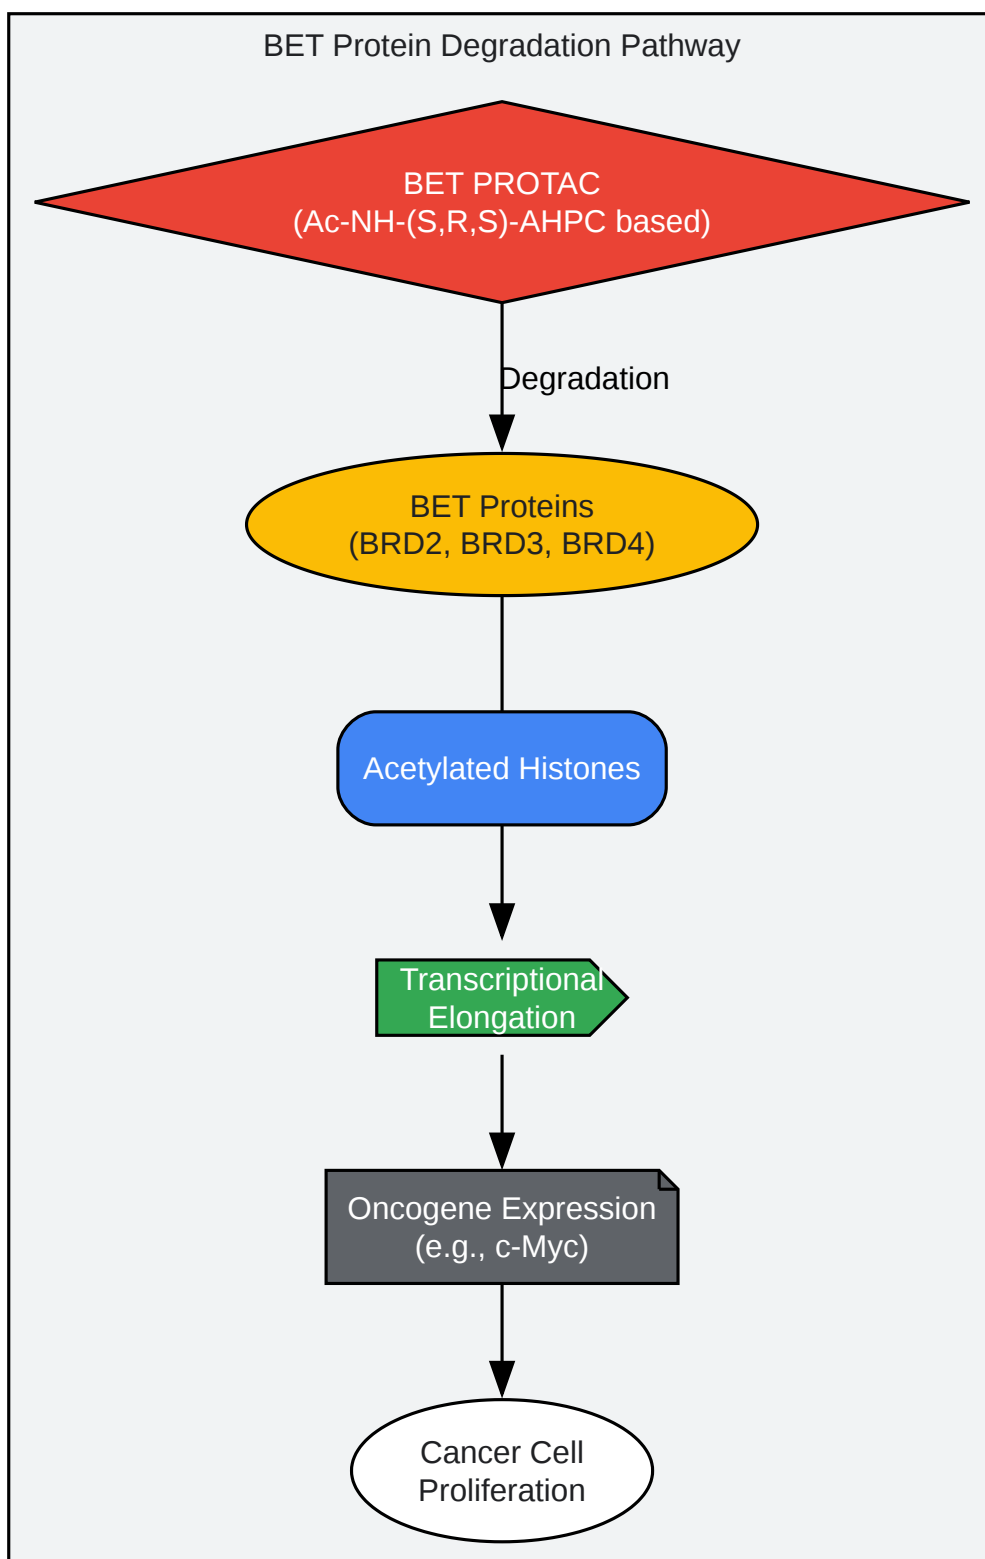 BET Protein Degradation Pathway
BET PROTAC
(Ac-NH-(S,R,S)-AHPC based)
Degradation
BET Proteins
(BRD2, BRD3, BRD4)
Acetylated Histones
Transcriptional
Elongation
Oncogene Expression
(e.g., c-Myc)
Cancer Cell
Proliferation